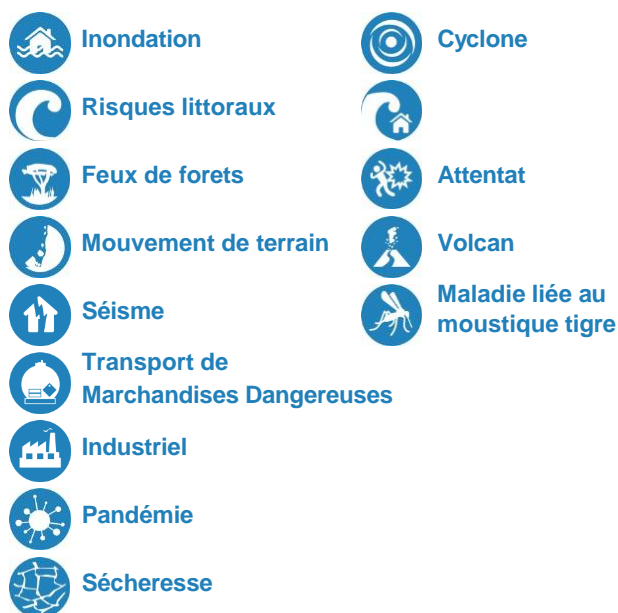 Inondation
Risques littoraux
Feux de forets
Mouvement de terrain
Séisme
Transport de
Marchandises Dangereuses
Industriel
Pandémie
Sécheresse
Cyclone
Attentat
Volcan
Maladie liée au
moustique tigre